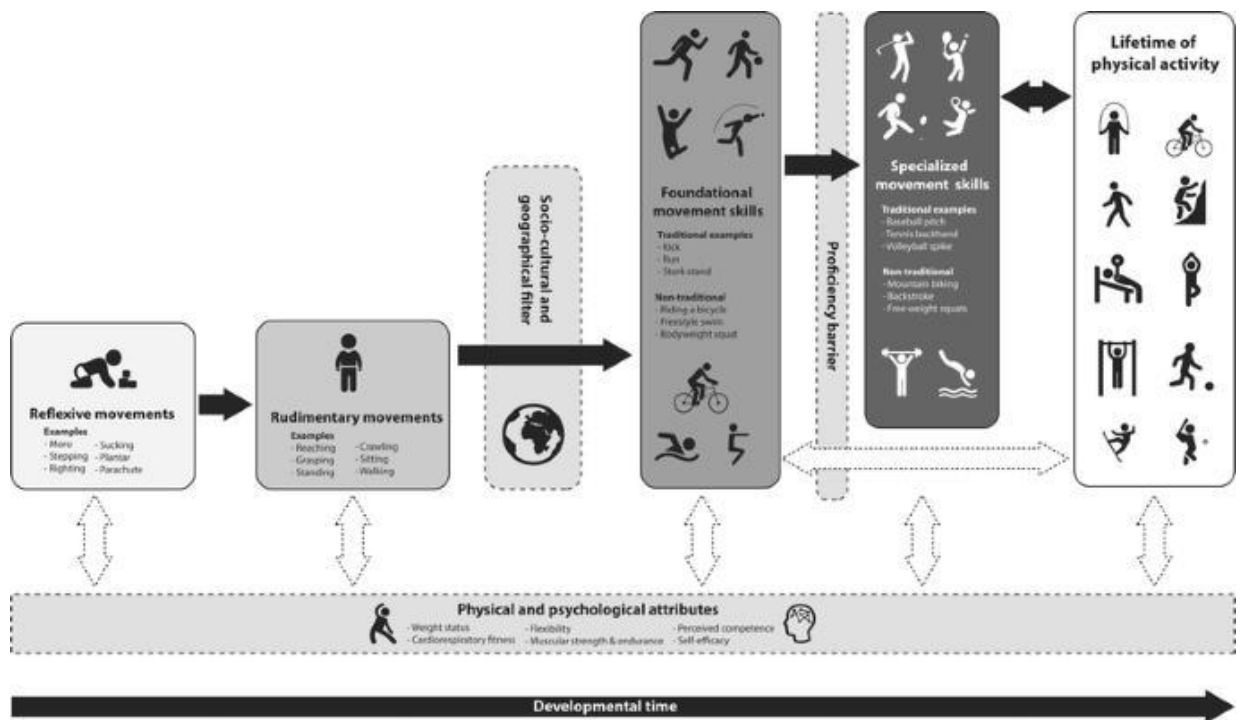 Reflexive movements
Examples
- Moro - Sucking
- Stepping - Plantar
- Righting - Parachute
Rudimentary movements
Examples
- Reaching - Crawling
- Grasping - Sitting
- Standing - Walking
Socio-cultural and
geographical filter
Foundational
movement skills
Traditional examples
- Kick
- Run
- Stork stand
Non-traditional
- Riding a bicycle
- Freestyle swim
- Bodyweight squat
Proficiency barrier
Specialized
movement skills
Traditional examples
- Baseball pitch
- Tennis backhand
- Volleyball spike
Non-traditional
- Mountain biking
- Backstroke
- Free-weight squats
Lifetime of
physical activity
Physical and psychological attributes
- Weight status - Flexibility - Perceived competence
- Cardiorespiratory fitness - Muscular strength & endurance - Self-efficacy
Developmental time